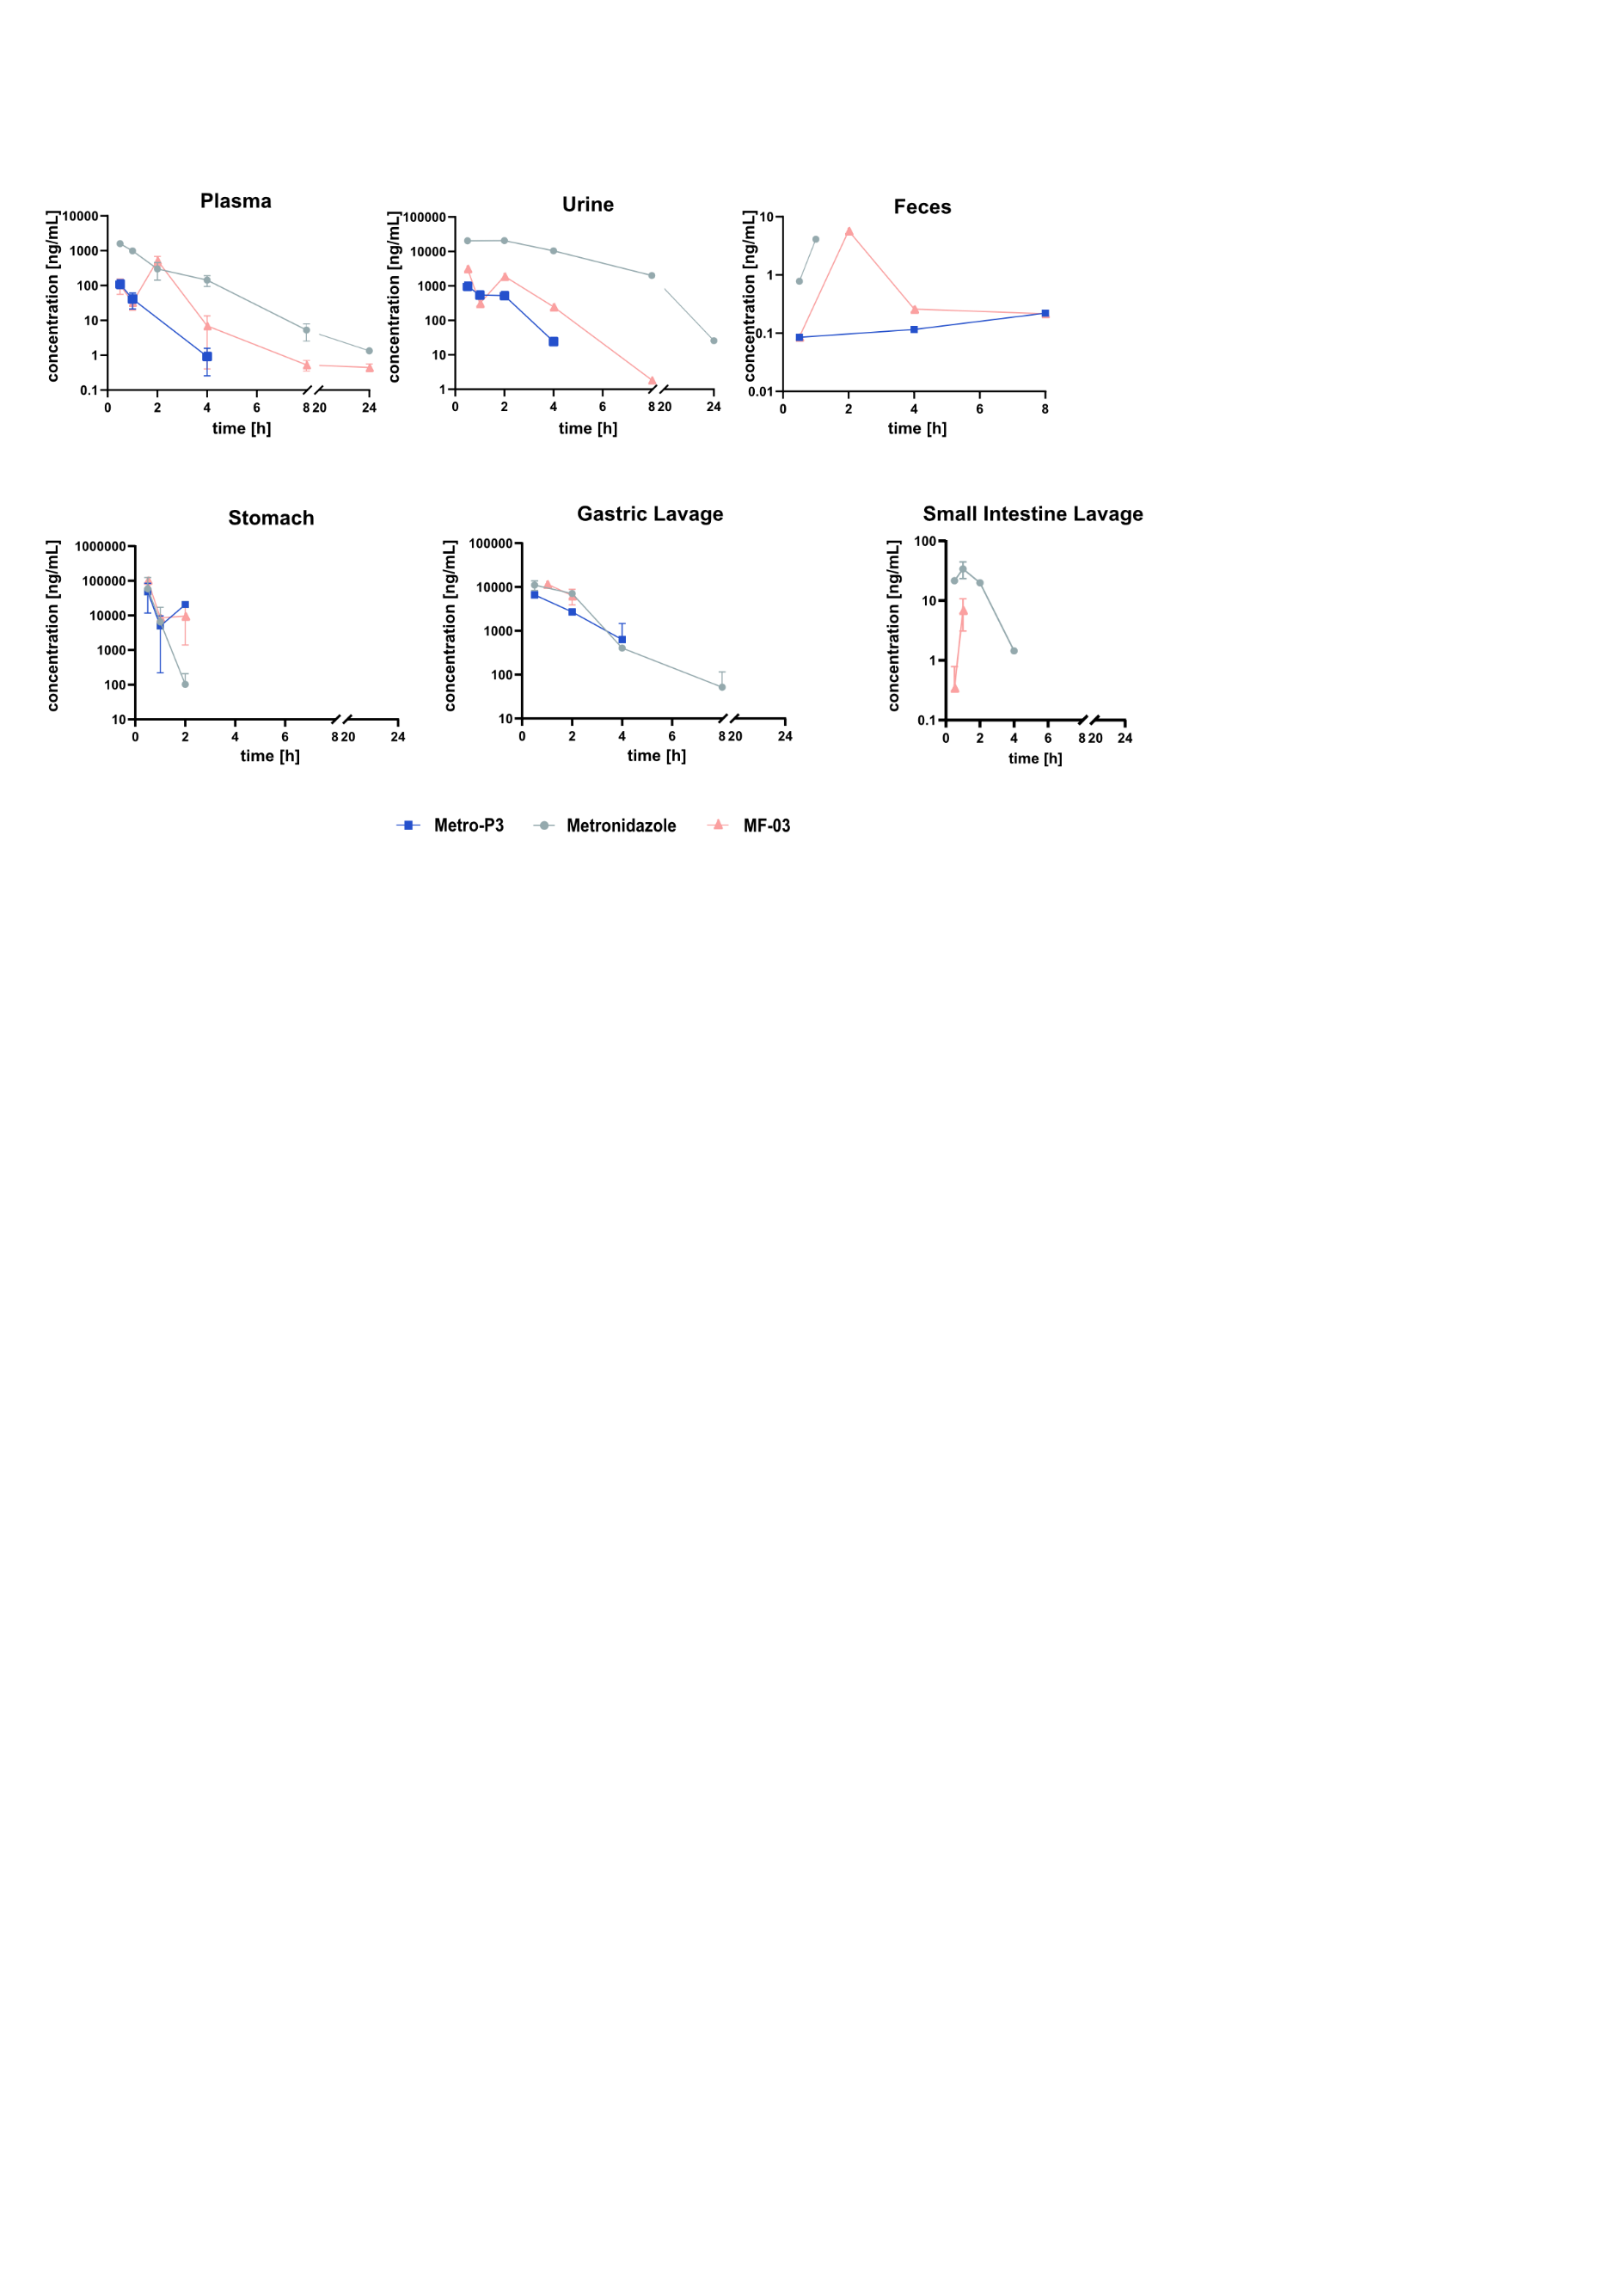 Plasma
concentration [ng/mL]
10000
1000
100
10
1
0.1
0 2 4 6 8 20 24
time [h]
Urine
concentration [ng/mL]
100000
10000
1000
100
10
1
0 2 4 6 8 20 24
time [h]
Feces
concentration [ng/mL]
10
1
0.1
0.01
0 2 4 6 8
time [h]
Stomach
concentration [ng/mL]
1000000
100000
10000
1000
100
10
0 2 4 6 8 20 24
time [h]
Gastric Lavage
concentration [ng/mL]
100000
10000
1000
100
10
0 2 4 6 8 20 24
time [h]
Small Intestine Lavage
concentration [ng/mL]
100
10
1
0.1
0 2 4 6 8 20 24
time [h]
Metro-P3 Metronidazole MF-03